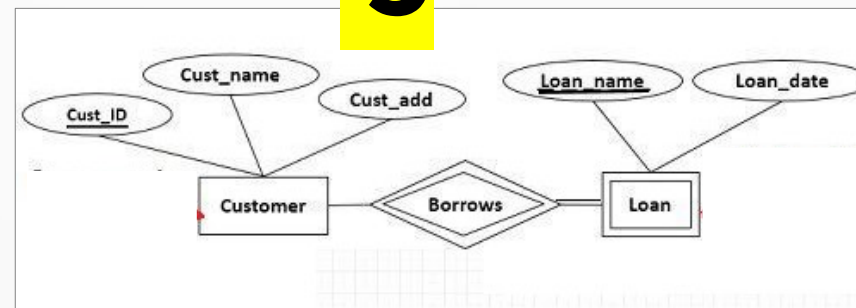 Cust_name
Loan_name
Loan_date
Cust_ID
Cust_add
Customer
Borrows
Loan